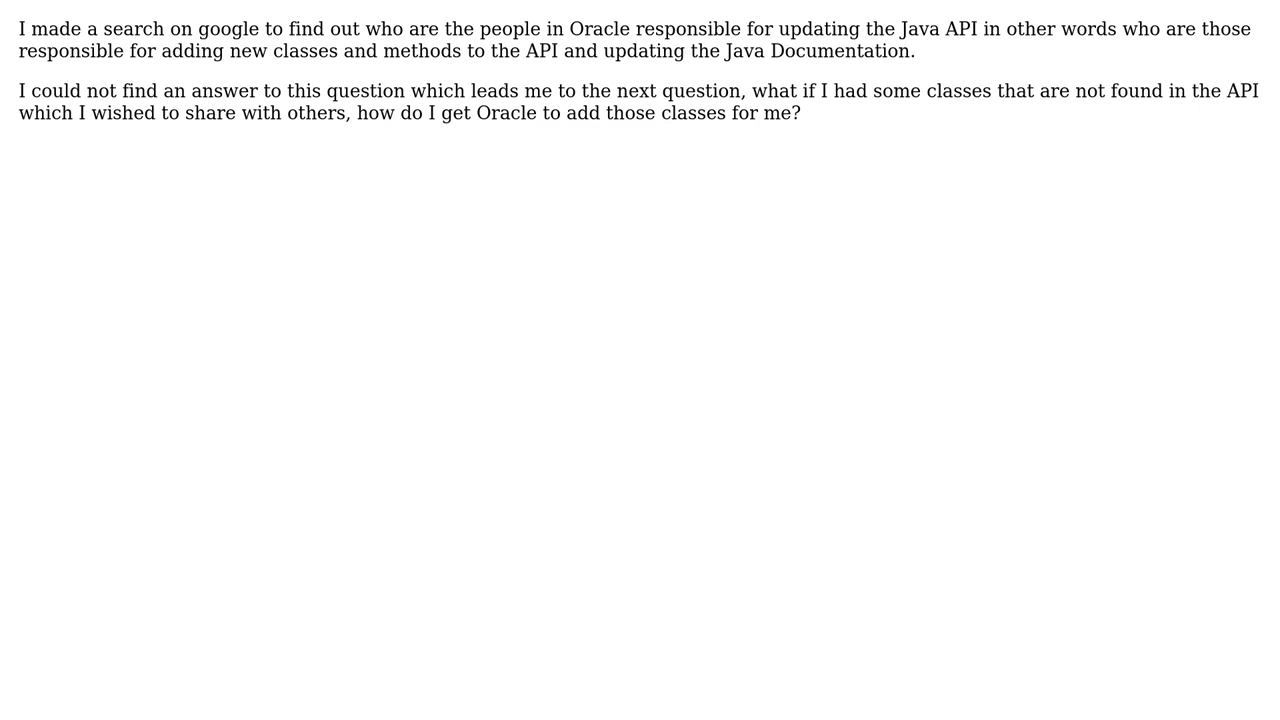 I made a search on google to find out who are the people in Oracle responsible for updating the Java API in other words who are those
responsible for adding new classes and methods to the API and updating the Java Documentation.
I could not find an answer to this question which leads me to the next question, what if I had some classes that are not found in the API
which I wished to share with others, how do I get Oracle to add those classes for me?